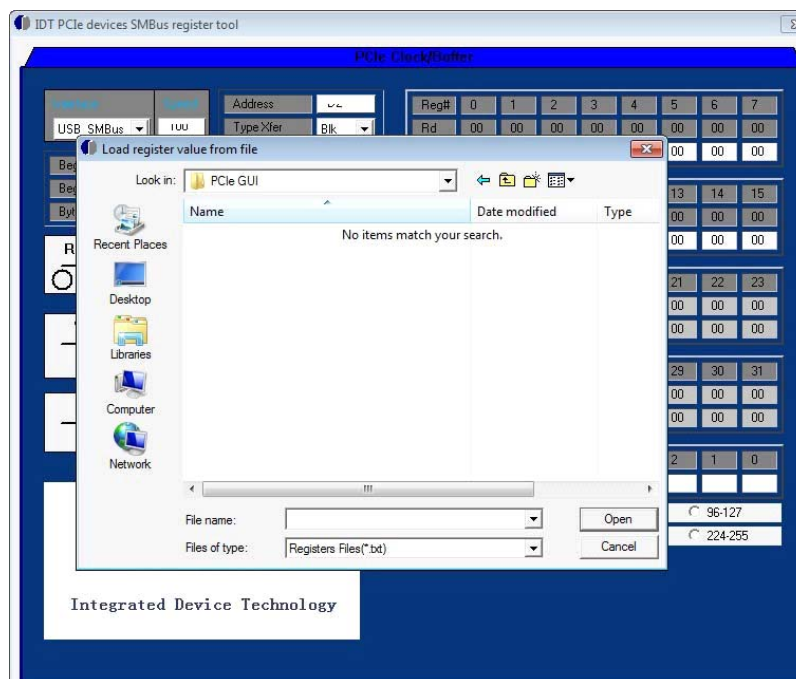 IDT PCIe devices SMBus register tool
PCIe Clock/Buffer
Address
Reg# 0 1 2 3 4 5 6 7
USB SMBus 100 Type Xfer Blk Rd 00 00 00 00 00 00 00 00
Load register value from file
00 00 00
Look in: PCIe GUI
13 14 15
Name Date modified Type
00 00 00
No items match your search.
00 00 00
Recent Places
Desktop
21 22 23
00 00 00
00 00 00
Libraries
Computer
29 30 31
00 00 00
00 00 00
Network
2 1 0
File name: Open
96-127
Files of type: Registers Files(*.txt) Cancel
224-255
Integrated Device Technology